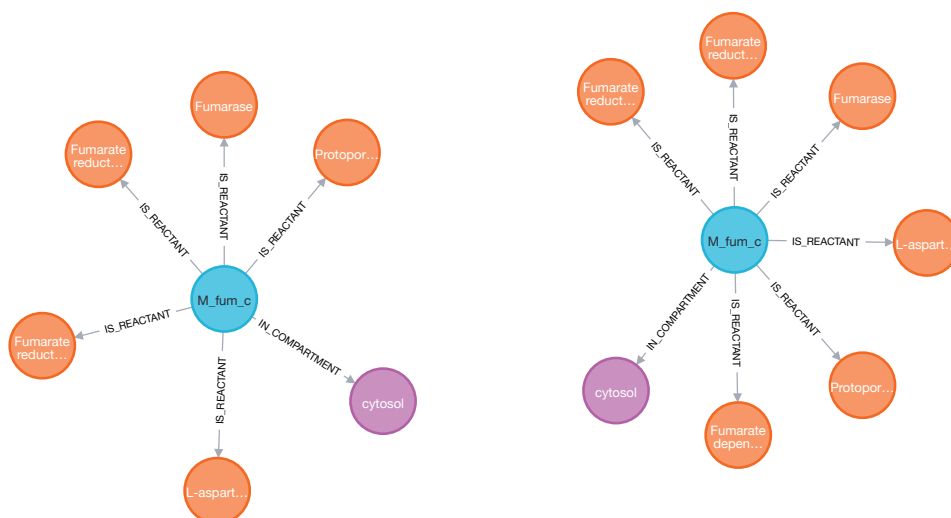 Fumarase
Fumarate
reduct…
Protopor…
IS_REACTANT
IS_REACTANT
IS_REACTANT
M_fum_c
IS_REACTANT
IN_COMPARTMENT
Fumarate
reduct…
IS_REACTANT
cytosol
L-aspart…
Fumarate
reduct…
Fumarate
reduct…
Fumarase
IS_REACTANT
IS_REACTANT
IS_REACTANT
M_fum_c
IS_REACTANT
L-aspart…
IN_COMPARTMENT
IS_REACTANT
IS_REACTANT
cytosol
Protopor…
Fumarate
depen…